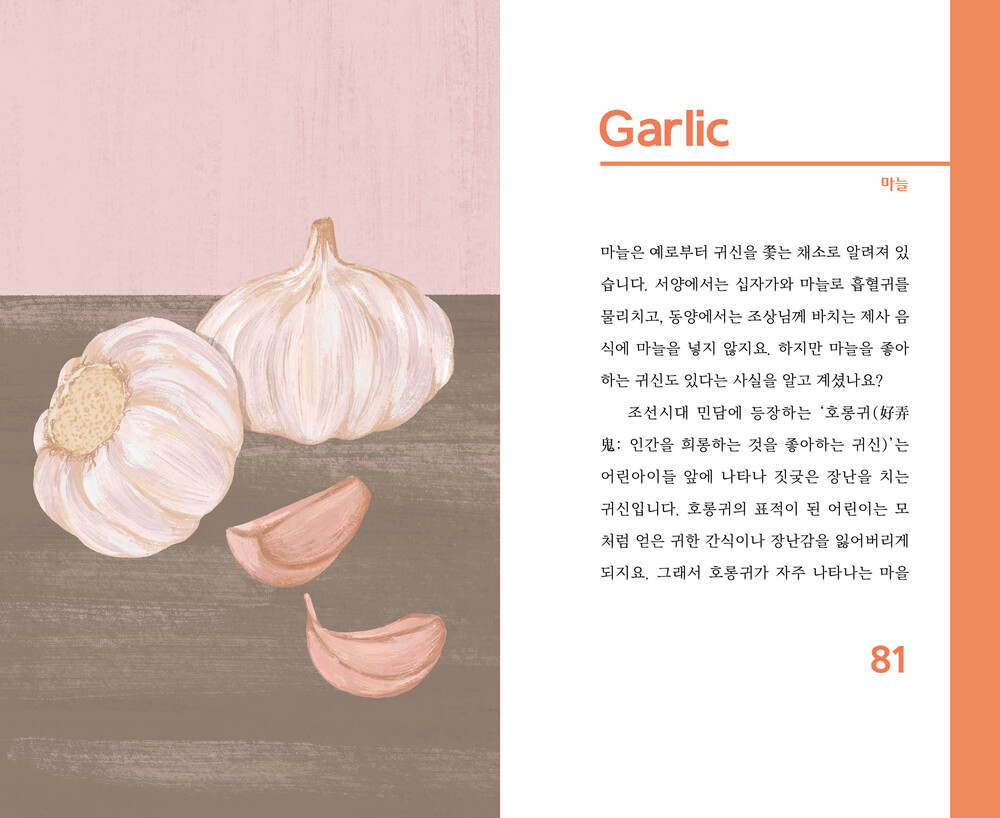 Garlic
마늘
마늘은 예로부터 귀신을 쫓는 채소로 알려져 있
습니다. 서양에서는 십자가와 마늘로 흡혈귀를
물리치고, 동양에서는 조상님께 바치는 제사 음
식에 마늘을 넣지 않지요. 하지만 마늘을 좋아
하는 귀신도 있다는 사실을 알고 계셨나요?
조선시대 민담에 등장하는 ‘호롱귀(好弄
鬼: 인간을 희롱하는 것을 좋아하는 귀신)’는
어린아이들 앞에 나타나 짓궂은 장난을 치는
귀신입니다. 호롱귀의 표적이 된 어린이는 모
처럼 얻은 귀한 간식이나 장난감을 잃어버리게
되지요. 그래서 호롱귀가 자주 나타나는 마을
81